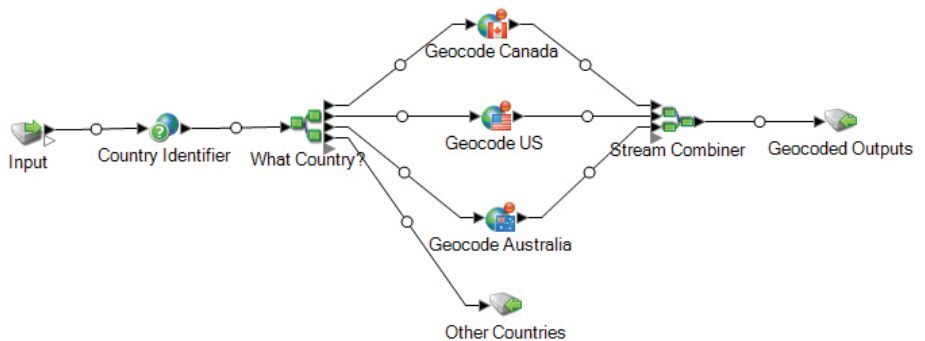 Geocode Canada
Input
Country Identifier
What Country?
Geocode US
Stream Combiner
Geocoded Outputs
Geocode Australia
Other Countries